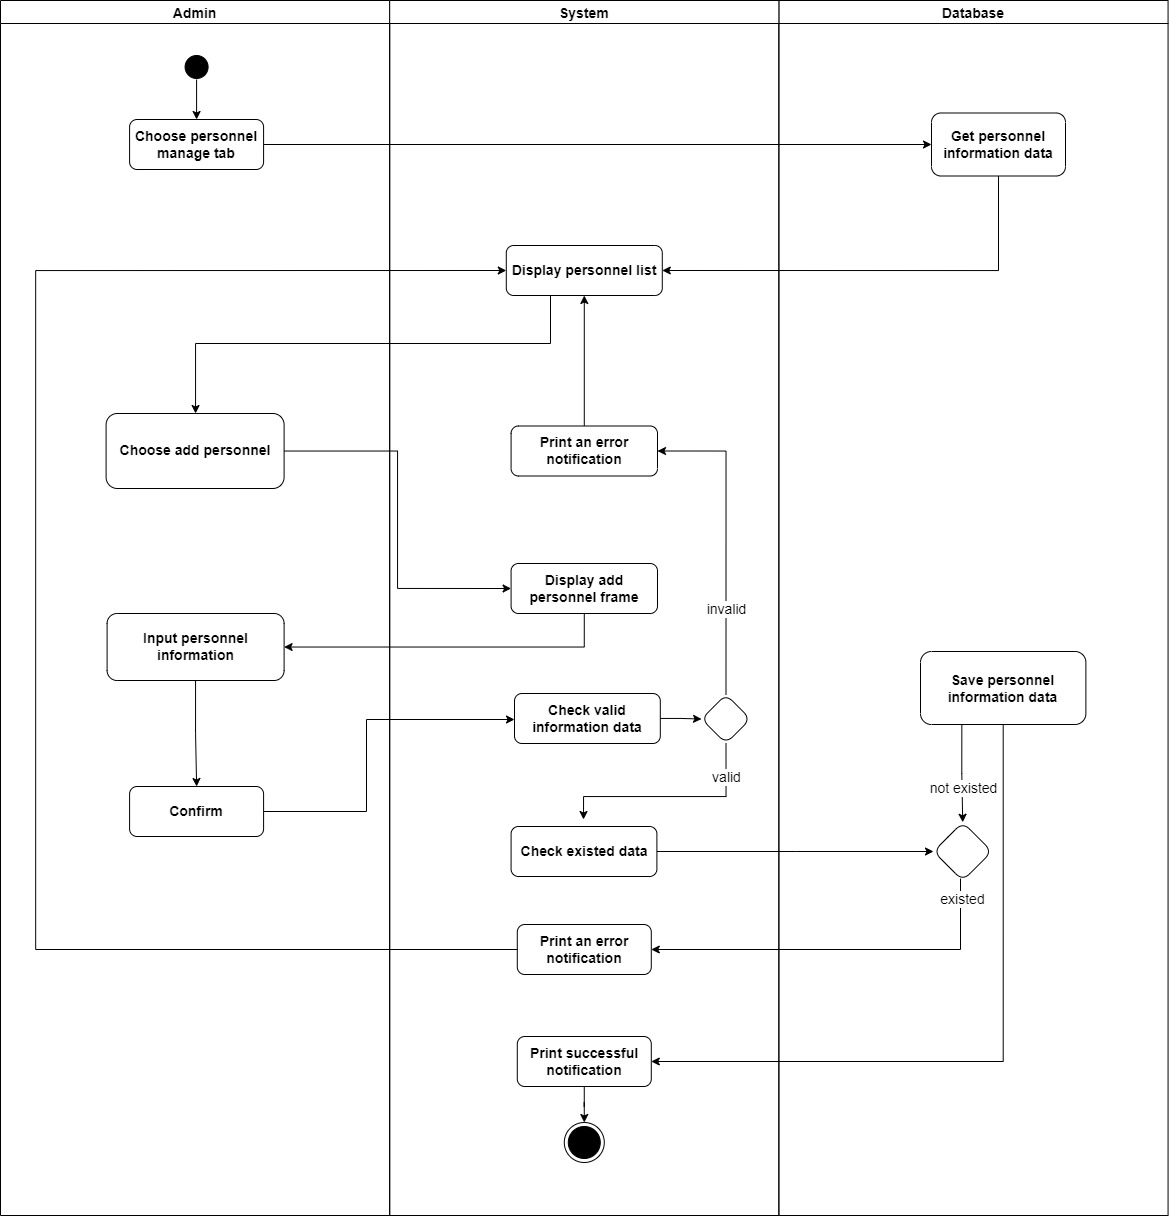 Admin
System
Database
Choose personnel
manage tab
Get personnel
information data
Display personnel list
Choose add personnel
Print an error
notification
Display add
personnel frame
invalid
Input personnel
information
Save personnel
information data
Check valid
information data
valid
not existed
Confirm
Check existed data
existed
Print an error
notification
Print successful
notification